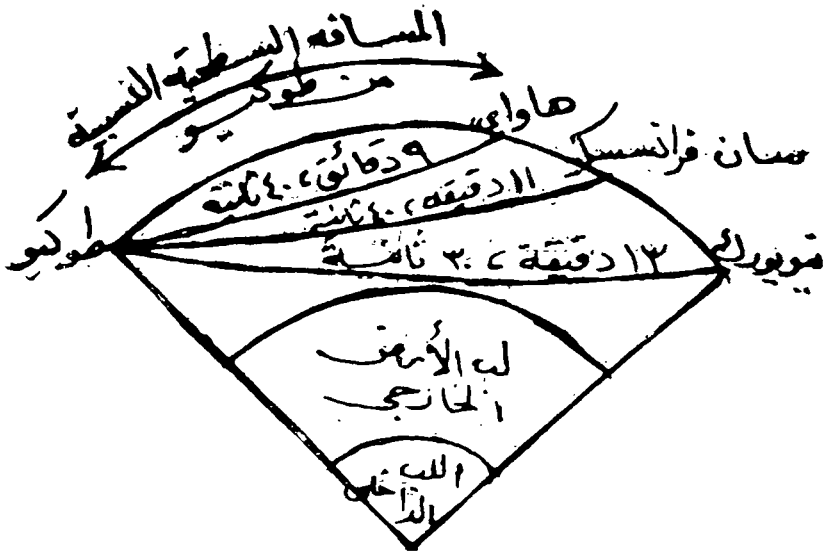 المسافه السطحية النسبية
من طوكيو
هاواي
سان فرانسسكو
٩ دقائق، ٤٠ ثانية
١١ دقيقه، ٤٠ ثانية
طوكيو
١٣ دقيقة، ٣٠ ثانية
نيويورك
لب الأرض
الخارجي
اللب
الداخلي